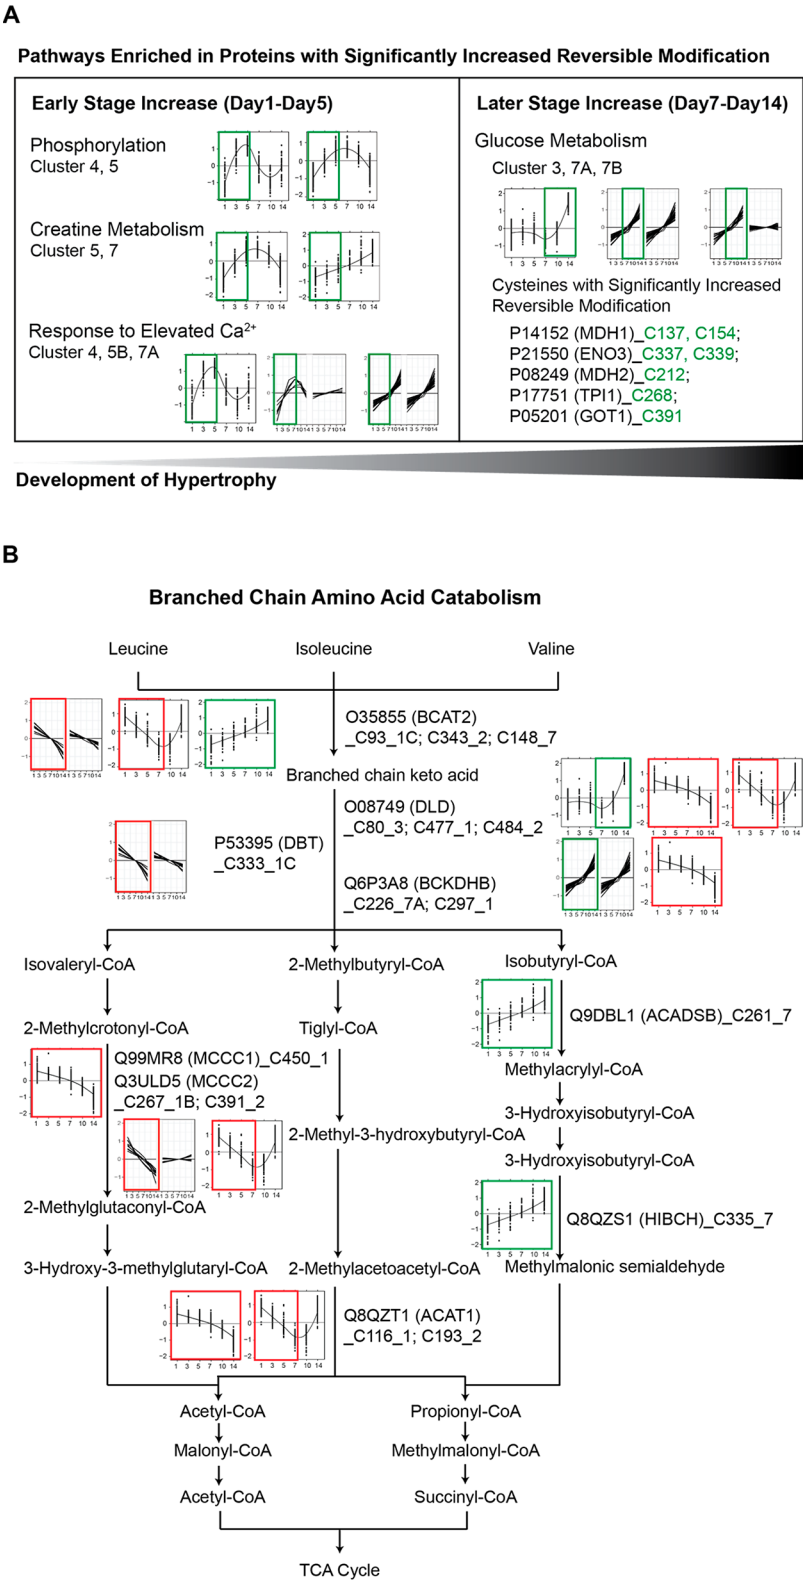 A
Pathways Enriched in Proteins with Significantly Increased Reversible Modification
Early Stage Increase (Day1-Day5)
Phosphorylation
Cluster 4, 5
Creatine Metabolism
Cluster 5, 7
Response to Elevated Ca2+
Cluster 4, 5B, 7A
Later Stage Increase (Day7-Day14)
Glucose Metabolism
Cluster 3, 7A, 7B
Cysteines with Significantly Increased
Reversible Modification
P14152 (MDH1)_C137, C154;
P21550 (ENO3)_C337, C339;
P08249 (MDH2)_C212;
P17751 (TPI1)_C268;
P05201 (GOT1)_C391
Development of Hypertrophy
B
Branched Chain Amino Acid Catabolism
Leucine
Isoleucine
Valine
O35855 (BCAT2)
_C93_1C; C343_2; C148_7
Branched chain keto acid
O08749 (DLD)
_C80_3; C477_1; C484_2
P53395 (DBT)
_C333_1C
Q6P3A8 (BCKDHB)
_C226_7A; C297_1
Isovaleryl-CoA
2-Methylbutyryl-CoA
Isobutyryl-CoA
Q9DBL1 (ACADSB)_C261_7
2-Methylcrotonyl-CoA
Tiglyl-CoA
Methylacrylyl-CoA
Q99MR8 (MCCC1)_C450_1
Q3ULD5 (MCCC2)
_C267_1B; C391_2
3-Hydroxyisobutyryl-CoA
2-Methyl-3-hydroxybutyryl-CoA
3-Hydroxyisobutyryl-CoA
2-Methylglutaconyl-CoA
Q8QZS1 (HIBCH)_C335_7
3-Hydroxy-3-methylglutaryl-CoA
2-Methylacetoacetyl-CoA
Methylmalonic semialdehyde
Q8QZT1 (ACAT1)
_C116_1; C193_2
Acetyl-CoA
Propionyl-CoA
Malonyl-CoA
Methylmalonyl-CoA
Acetyl-CoA
Succinyl-CoA
TCA Cycle